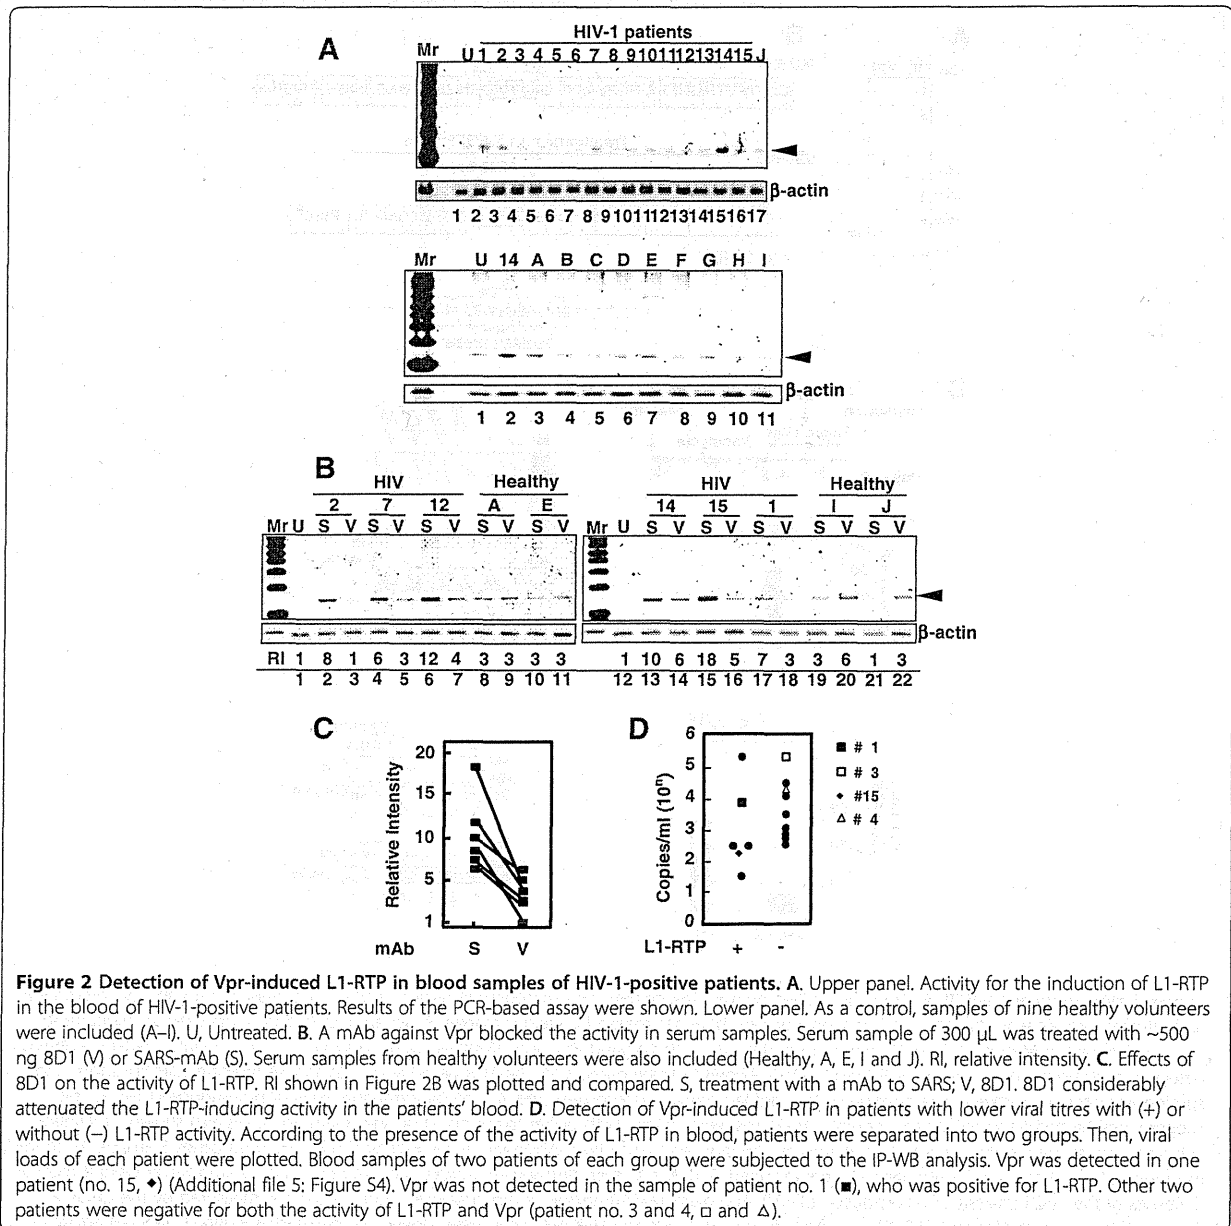 A
HIV-1 patients
Mr U 1 2 3 4 5 6 7 8 9 10 11 12 13 14 15 J
β-actin
1 2 3 4 5 6 7 8 9 10 11 12 13 14 15 16 17
Mr U 14 A B C D E F G H I
β-actin
1 2 3 4 5 6 7 8 9 10 11
B
HIV Healthy HIV Healthy
2 7 12 A E 14 15 1 I J
Mr U S V S V S V S V S V Mr U S V S V S V S V S V
β-actin
RI 1 8 1 6 3 12 4 3 3 3 3 1 10 6 18 5 7 3 3 6 1 3
1 2 3 4 5 6 7 8 9 10 11 12 13 14 15 16 17 18 19 20 21 22
C
Relative Intensity
20
15
10
5
1
mAb S V
D
Copies/ml (10ⁿ)
6
5
4
3
2
1
0
L1-RTP + -
■ # 1
□ # 3
◆ #15
△ # 4
Figure 2 Detection of Vpr-induced L1-RTP in blood samples of HIV-1-positive patients. A. Upper panel. Activity for the induction of L1-RTP
in the blood of HIV-1-positive patients. Results of the PCR-based assay were shown. Lower panel. As a control, samples of nine healthy volunteers
were included (A–I). U, Untreated. B. A mAb against Vpr blocked the activity in serum samples. Serum sample of 300 μL was treated with ~500
ng 8D1 (V) or SARS-mAb (S). Serum samples from healthy volunteers were also included (Healthy, A, E, I and J). RI, relative intensity. C. Effects of
8D1 on the activity of L1-RTP. RI shown in Figure 2B was plotted and compared. S, treatment with a mAb to SARS; V, 8D1. 8D1 considerably
attenuated the L1-RTP-inducing activity in the patients' blood. D. Detection of Vpr-induced L1-RTP in patients with lower viral titres with (+) or
without (−) L1-RTP activity. According to the presence of the activity of L1-RTP in blood, patients were separated into two groups. Then, viral
loads of each patient were plotted. Blood samples of two patients of each group were subjected to the IP-WB analysis. Vpr was detected in one
patient (no. 15, ◆) (Additional file 5: Figure S4). Vpr was not detected in the sample of patient no. 1 (■), who was positive for L1-RTP. Other two
patients were negative for both the activity of L1-RTP and Vpr (patient no. 3 and 4, □ and △).